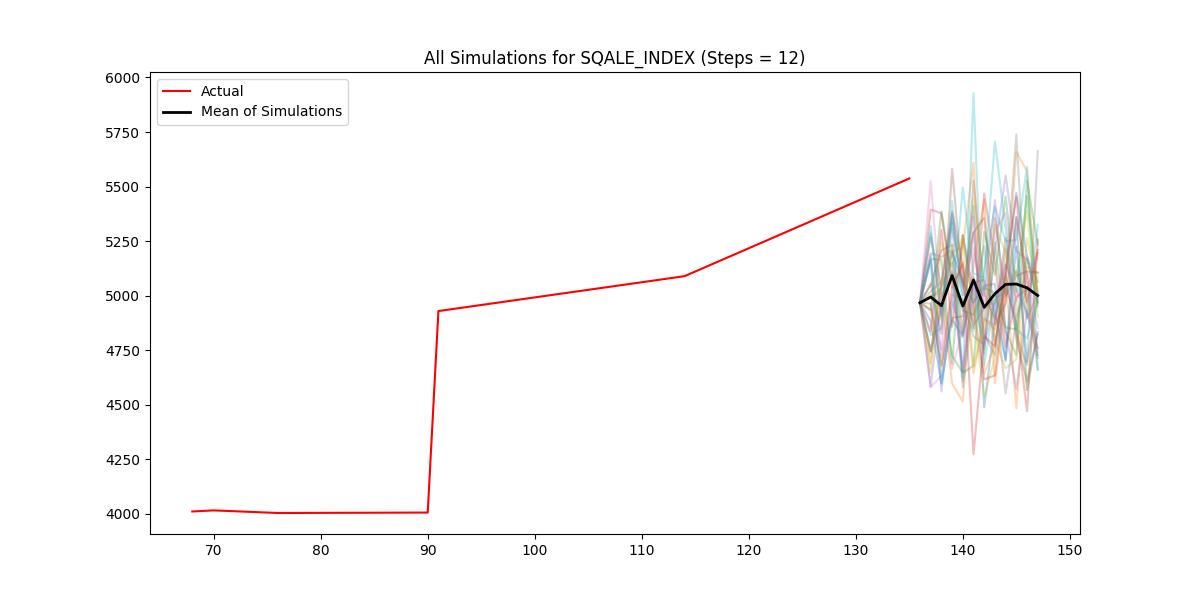 All Simulations for SQALE_INDEX (Steps = 12)
Actual
Mean of Simulations
6000
5750
5500
5250
5000
4750
4500
4250
4000
70 80 90 100 110 120 130 140 150